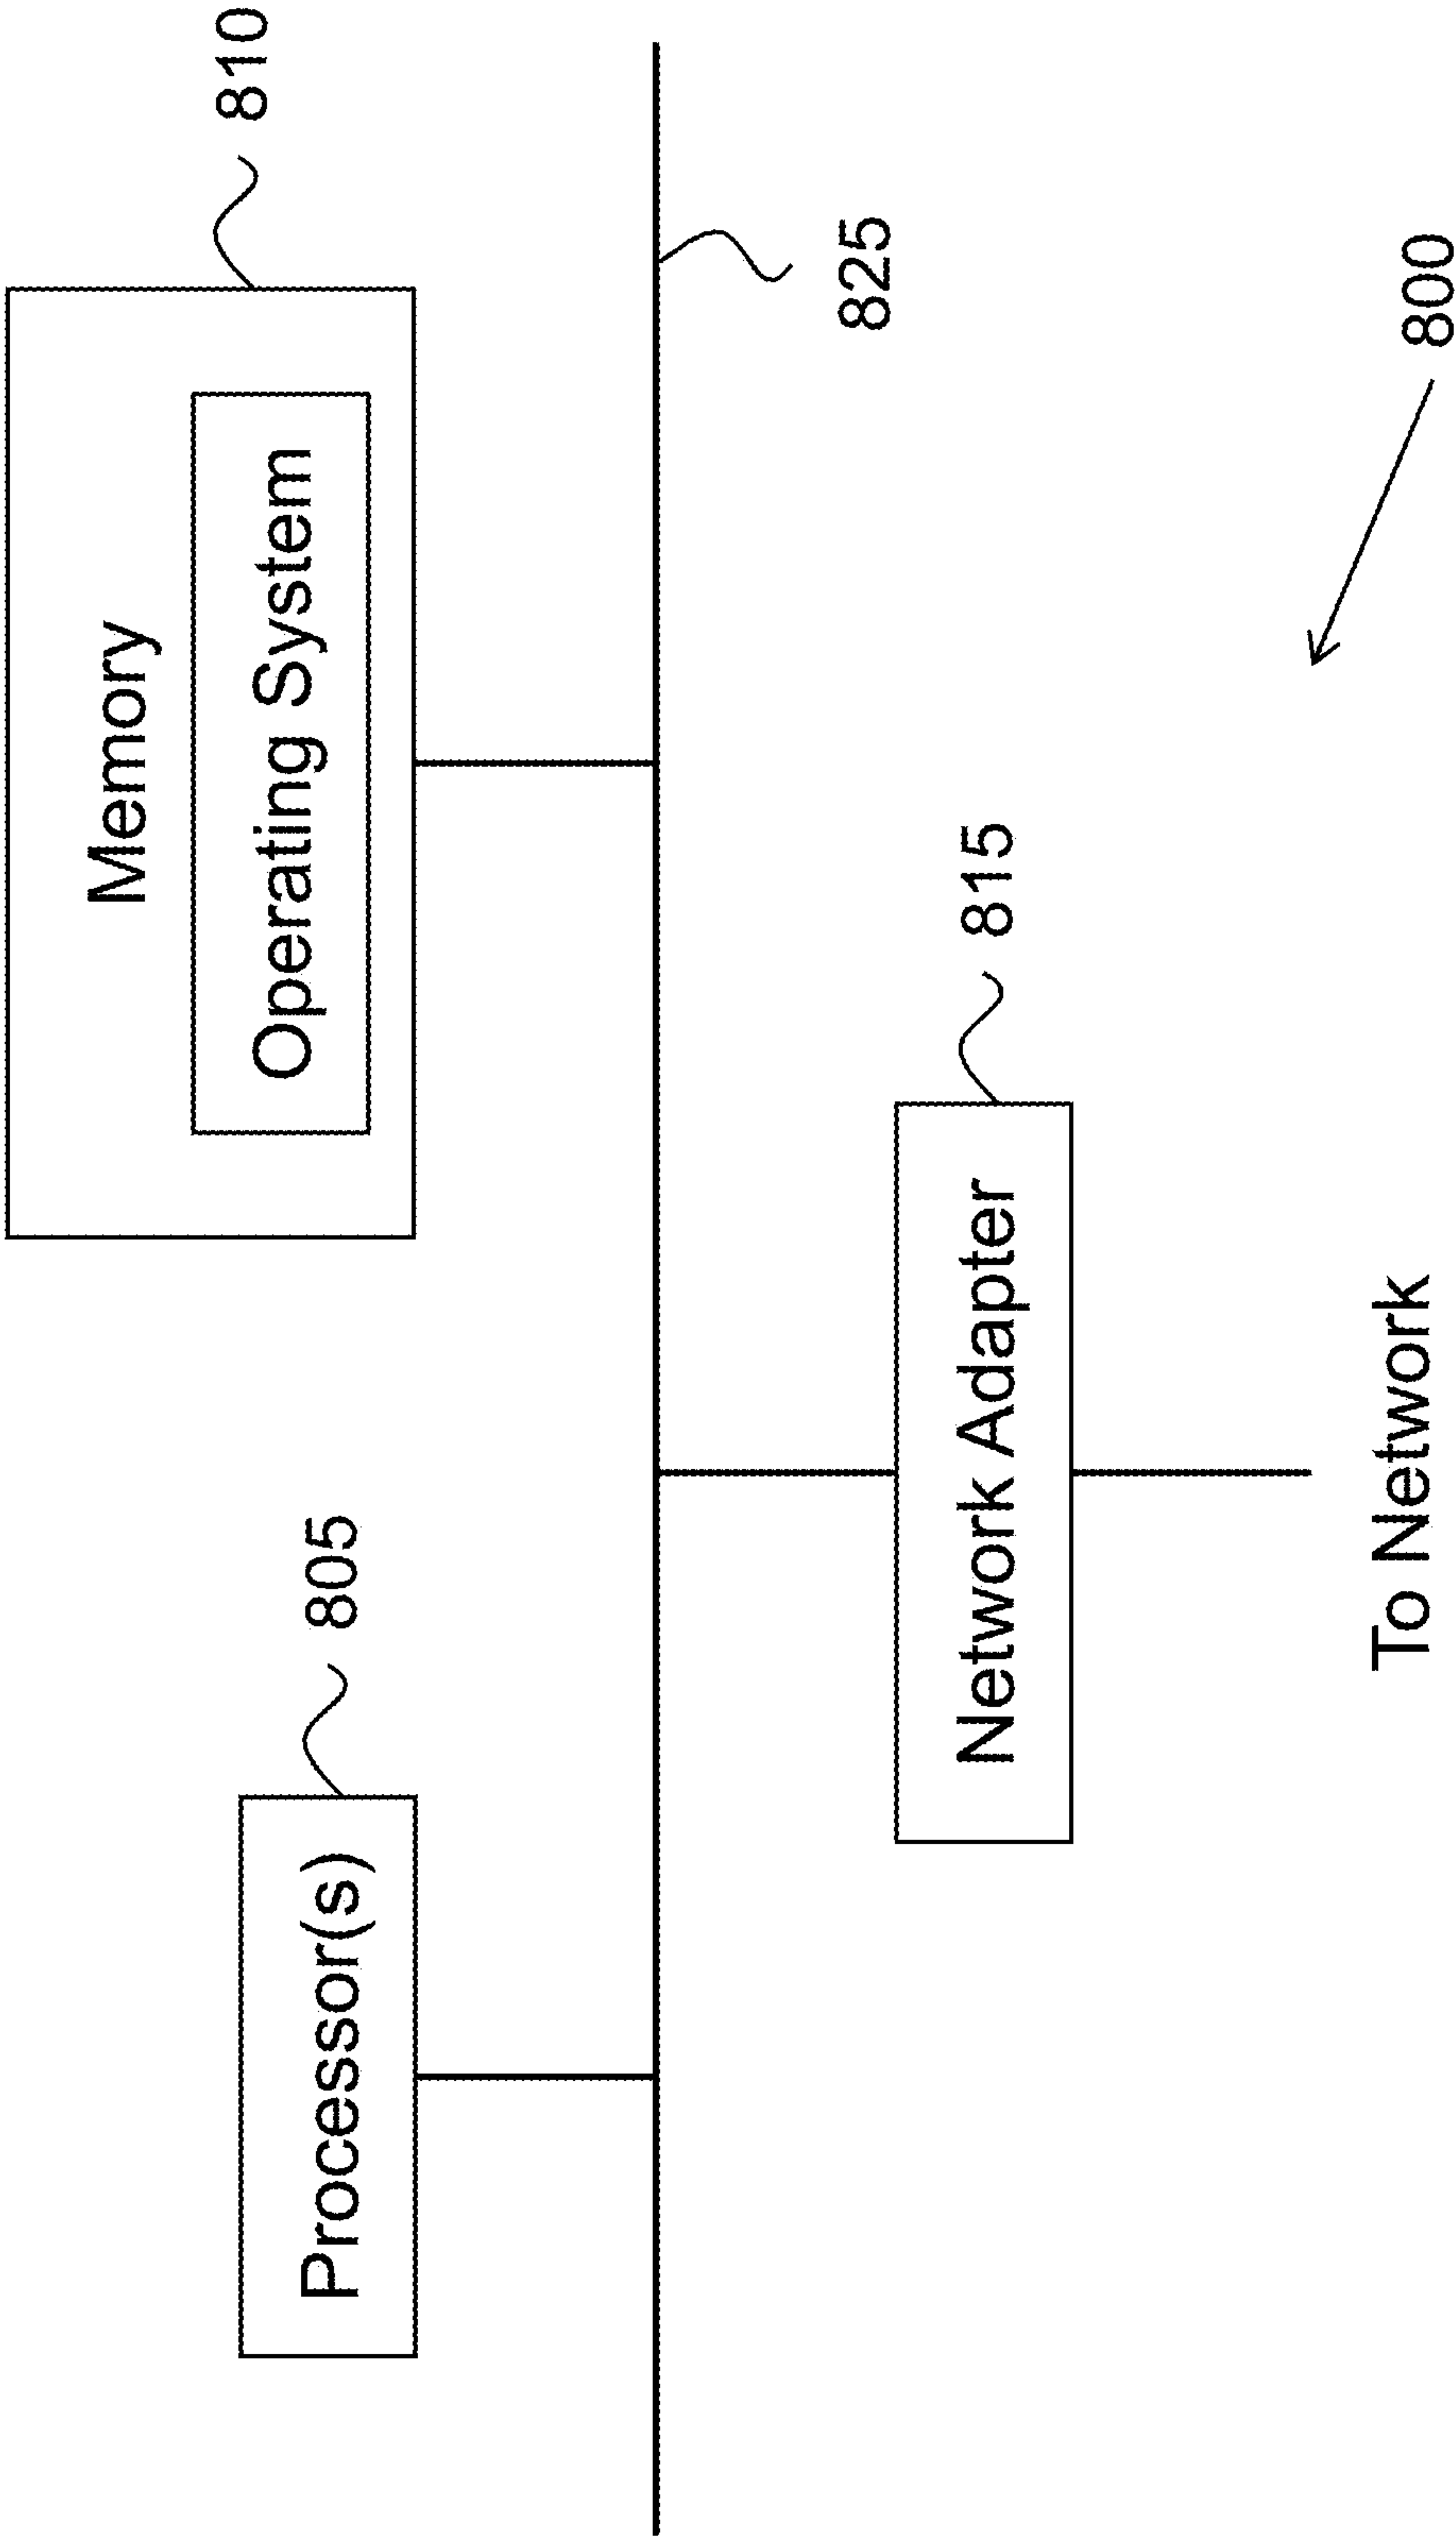 Memory
810
Operating System
Processor(s)
805
825
Network Adapter
815
To Network
800